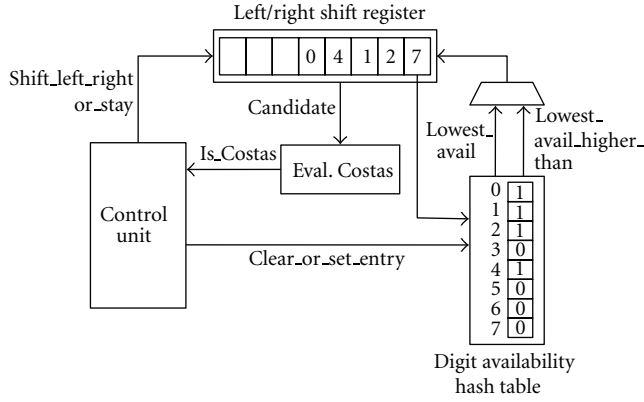 Left/right shift register
0 4 1 2 7
Shift_left_right
or_stay
Candidate
Lowest_
avail
Lowest_
avail_higher_
than
Is_Costas
Eval. Costas
Control
unit
Clear_or_set_entry
0 1
1 1
2 1
3 0
4 1
5 0
6 0
7 0
Digit availability
hash table